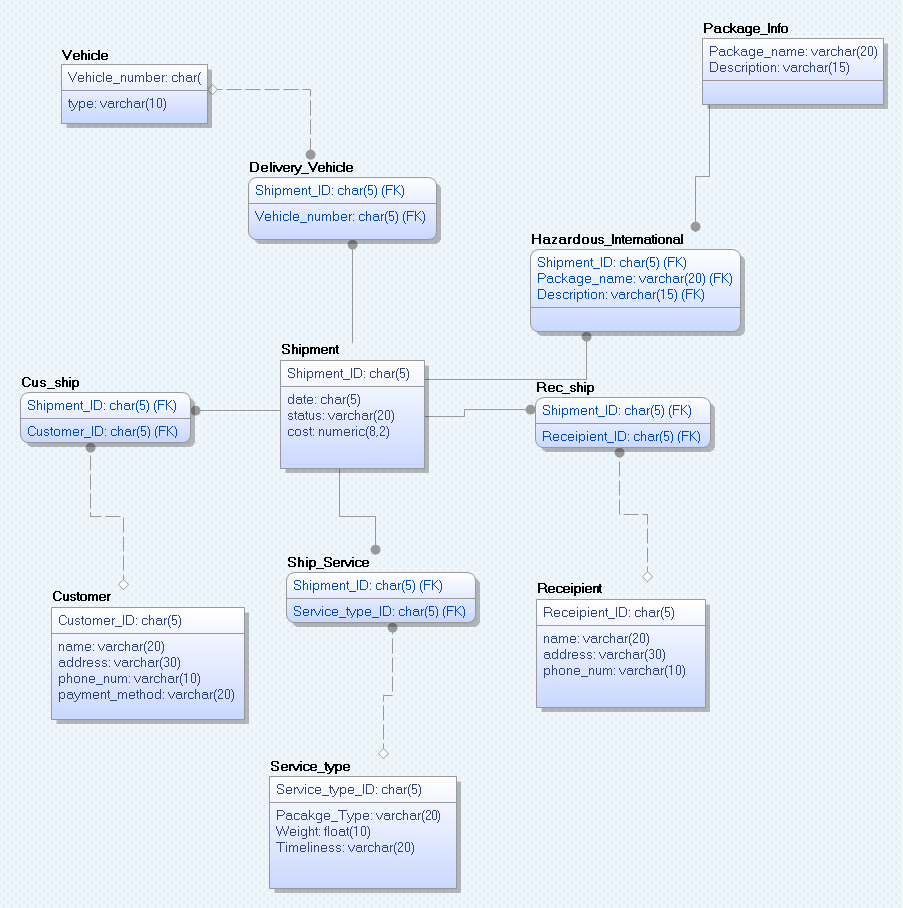 Package_Info
Package_name: varchar(20)
Description: varchar(15)
Vehicle
Vehicle_number: char(
type: varchar(10)
Delivery_Vehicle
Shipment_ID: char(5) (FK)
Vehicle_number: char(5) (FK)
Hazardous_International
Shipment_ID: char(5) (FK)
Package_name: varchar(20) (FK)
Description: varchar(15) (FK)
Shipment
Shipment_ID: char(5)
date: char(5)
status: varchar(20)
cost: numeric(8,2)
Cus_ship
Shipment_ID: char(5) (FK)
Customer_ID: char(5) (FK)
Rec_ship
Shipment_ID: char(5) (FK)
Receipient_ID: char(5) (FK)
Ship_Service
Shipment_ID: char(5) (FK)
Service_type_ID: char(5) (FK)
Customer
Customer_ID: char(5)
name: varchar(20)
address: varchar(30)
phone_num: varchar(10)
payment_method: varchar(20)
Receipient
Receipient_ID: char(5)
name: varchar(20)
address: varchar(30)
phone_num: varchar(10)
Service_type
Service_type_ID: char(5)
Pacakge_Type: varchar(20)
Weight: float(10)
Timeliness: varchar(20)